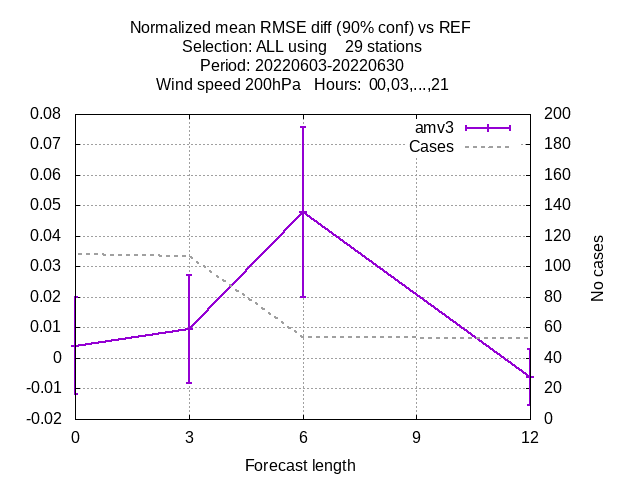 Normalized mean RMSE diff (90% conf) vs REF
Selection: ALL using    29 stations
Period: 20220603-20220630
Wind speed 200hPa   Hours:  00,03,...,21
amv3
Cases
0.08
0.07
0.06
0.05
0.04
0.03
0.02
0.01
0
-0.01
-0.02
200
180
160
140
120
100
80
60
40
20
0
No cases
0 3 6 9 12
Forecast length